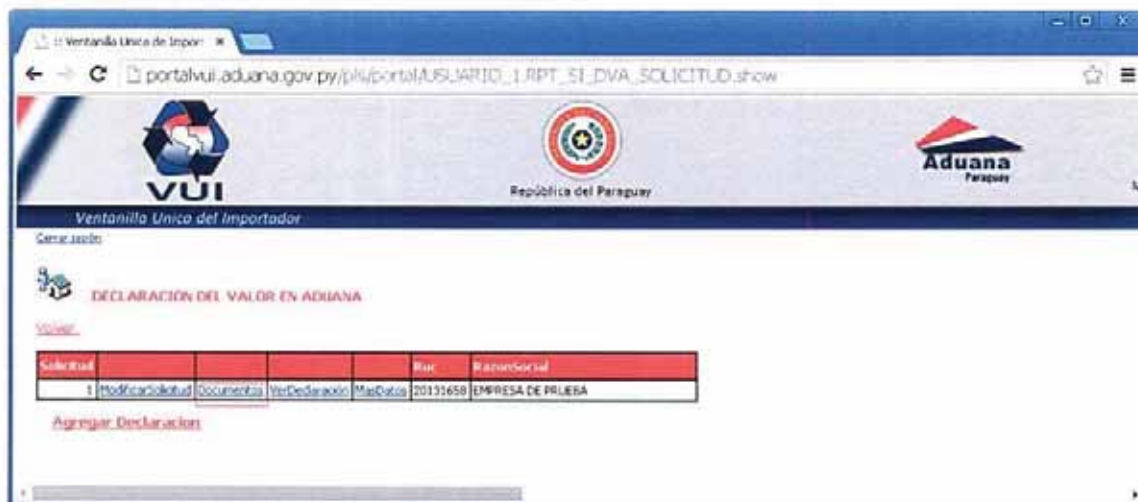 :: Ventanilla Unica de Impor:
portalvui.aduana.gov.py/pls/portal/USUARIO_1.RPT_SI_DVA_SOLICITUD.show
VUI
República del Paraguay
Aduana
Paraguay
Ventanilla Unica del Importador
Cerrar sesión
DECLARACION DEL VALOR EN ADUANA
Volver
Solicitud Ruc RazonSocial
1 ModificarSolicitud Documentos VerDeclaración MasDatos 20131658 EMPRESA DE PRUEBA
Agregar Declaracion